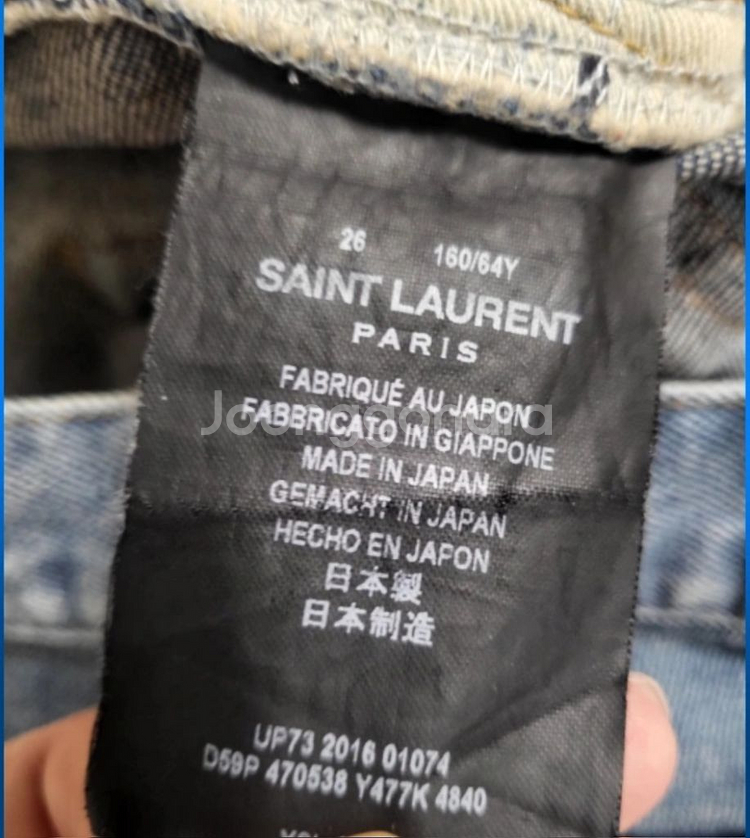 26 160/64Y
SAINT LAURENT
PARIS
FABRIQUÉ AU JAPON
Joonggonara
FABBRICATO IN GIAPPONE
MADE IN JAPAN
GEMACHT IN JAPAN
HECHO EN JAPON
日本製
日本制造
UP73 2016 01074
D59P 470538 Y477K 4840